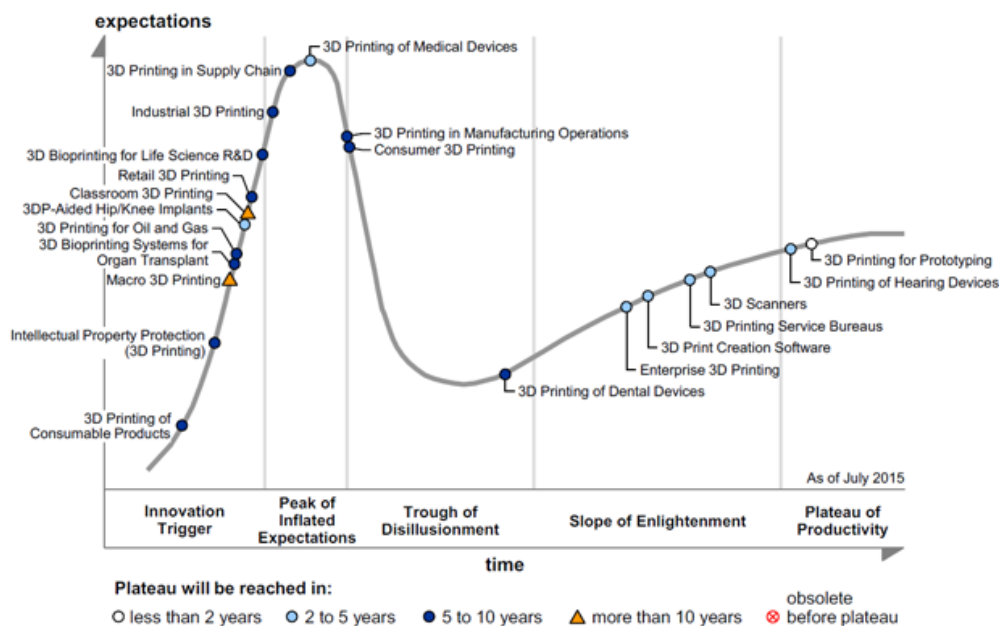 expectations
3D Printing of Medical Devices
3D Printing in Supply Chain
Industrial 3D Printing
3D Printing in Manufacturing Operations
Consumer 3D Printing
3D Bioprinting for Life Science R&D
Retail 3D Printing
Classroom 3D Printing
3DP-Aided Hip/Knee Implants
3D Printing for Oil and Gas
3D Bioprinting Systems for
Organ Transplant
Macro 3D Printing
Intellectual Property Protection
(3D Printing)
3D Printing of
Consumable Products
3D Printing for Prototyping
3D Printing of Hearing Devices
3D Scanners
3D Printing Service Bureaus
3D Print Creation Software
Enterprise 3D Printing
3D Printing of Dental Devices
As of July 2015
Innovation
Trigger
Peak of
Inflated
Expectations
Trough of
Disillusionment
Slope of Enlightenment
Plateau of
Productivity
time
Plateau will be reached in:
less than 2 years
2 to 5 years
5 to 10 years
more than 10 years
obsolete
before plateau